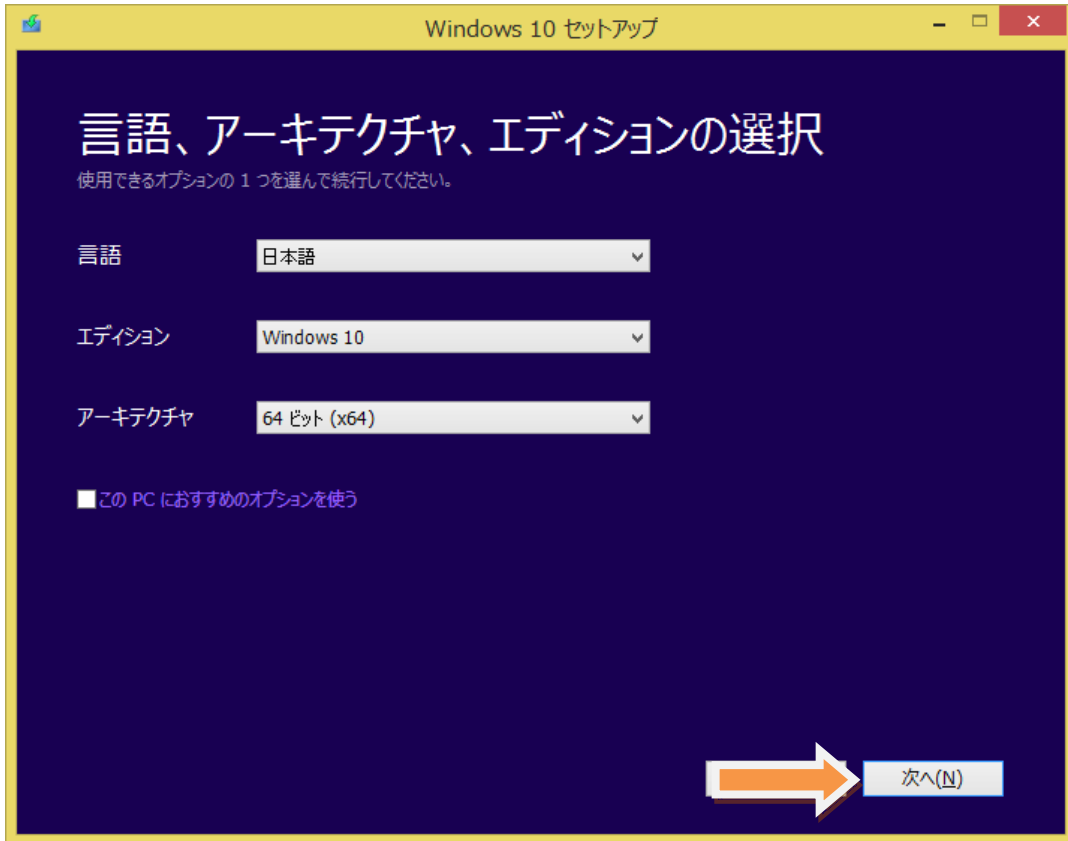 Windows 10 セットアップ
言語、アーキテクチャ、エディションの選択
使用できるオプションの 1 つを選んで続行してください。
言語
日本語
エディション
Windows 10
アーキテクチャ
64 ビット (x64)
この PC におすすめのオプションを使う
次へ(N)